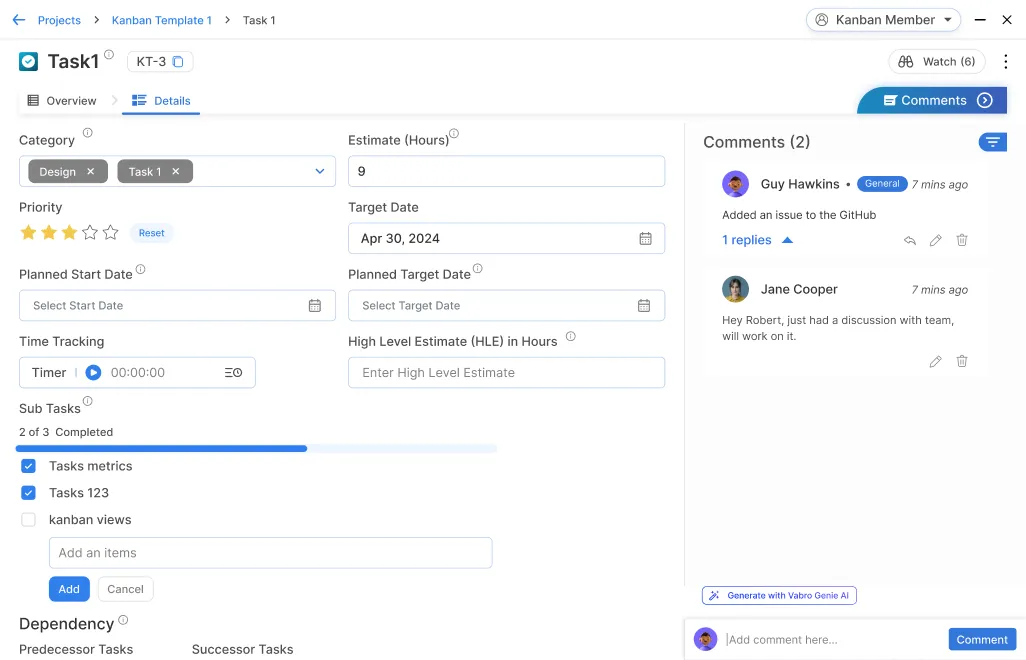 Projects > Kanban Template 1 > Task 1
Kanban Member
Task1
KT-3
Watch (6)
Overview
Details
Comments
Category
Design ×
Task 1 ×
Estimate (Hours)
9
Priority
Reset
Target Date
Apr 30, 2024
Planned Start Date
Select Start Date
Planned Target Date
Select Target Date
Time Tracking
Timer
00:00:00
High Level Estimate (HLE) in Hours
Enter High Level Estimate
Sub Tasks
2 of 3 Completed
Tasks metrics
Tasks 123
kanban views
Add an items
Add
Cancel
Dependency
Predecessor Tasks
Successor Tasks
Comments (2)
Guy Hawkins • General 7 mins ago
Added an issue to the GitHub
1 replies
Jane Cooper 7 mins ago
Hey Robert, just had a discussion with team,
will work on it.
Generate with Vabro Genie AI
Add comment here...
Comment